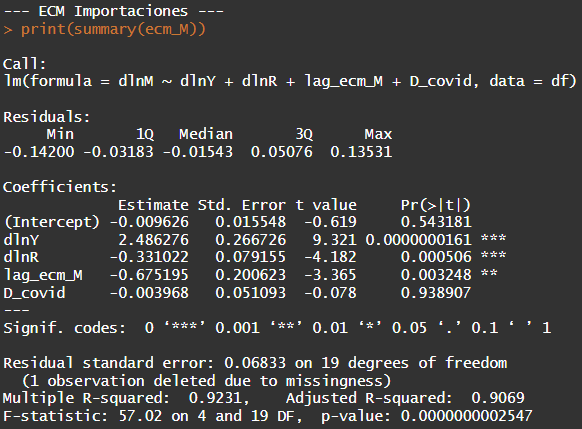 --- ECM Importaciones ---
> print(summary(ecm_M))
Call:
lm(formula = dlnM ~ dlnY + dlnR + lag_ecm_M + D_covid, data = df)
Residuals:
     Min       1Q   Median       3Q      Max
-0.14200 -0.03183 -0.01543  0.05076  0.13531
Coefficients:
             Estimate Std. Error t value     Pr(>|t|)
(Intercept) -0.009626   0.015548  -0.619     0.543181
dlnY         2.486276   0.266726   9.321 0.0000000161 ***
dlnR        -0.331022   0.079155  -4.182     0.000506 ***
lag_ecm_M   -0.675195   0.200623  -3.365     0.003248 **
D_covid     -0.003968   0.051093  -0.078     0.938907
---
Signif. codes:  0 ‘***’ 0.001 ‘**’ 0.01 ‘*’ 0.05 ‘.’ 0.1 ‘ ’ 1
Residual standard error: 0.06833 on 19 degrees of freedom
  (1 observation deleted due to missingness)
Multiple R-squared:  0.9231,    Adjusted R-squared:  0.9069
F-statistic: 57.02 on 4 and 19 DF,  p-value: 0.0000000002547